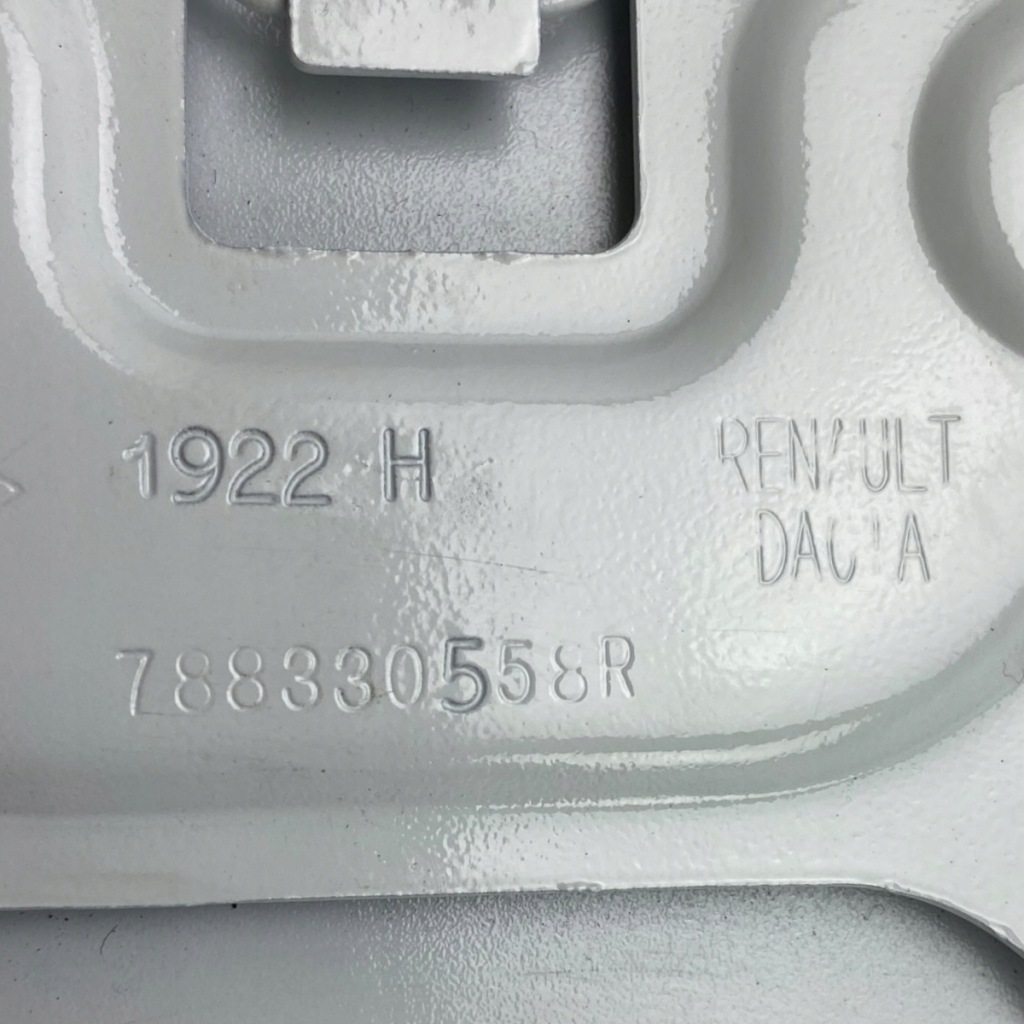 1922 H
RENAULT
DACIA
788330558R